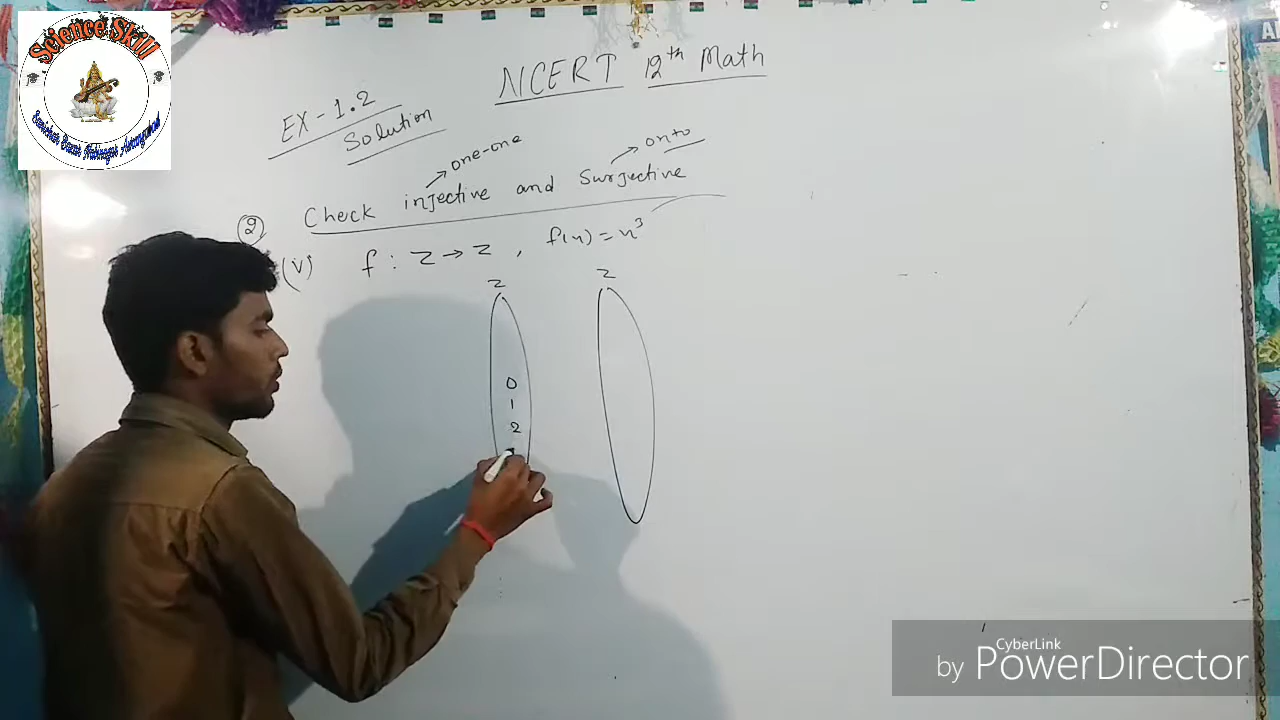 Science Skill
NCERT 12th Math
EX-1.2
Solution
one-one
onto
Check injective and Surjective
2
(V) f : Z → Z , f(x) = x³
Z Z
0
1
2
CyberLink
by PowerDirector